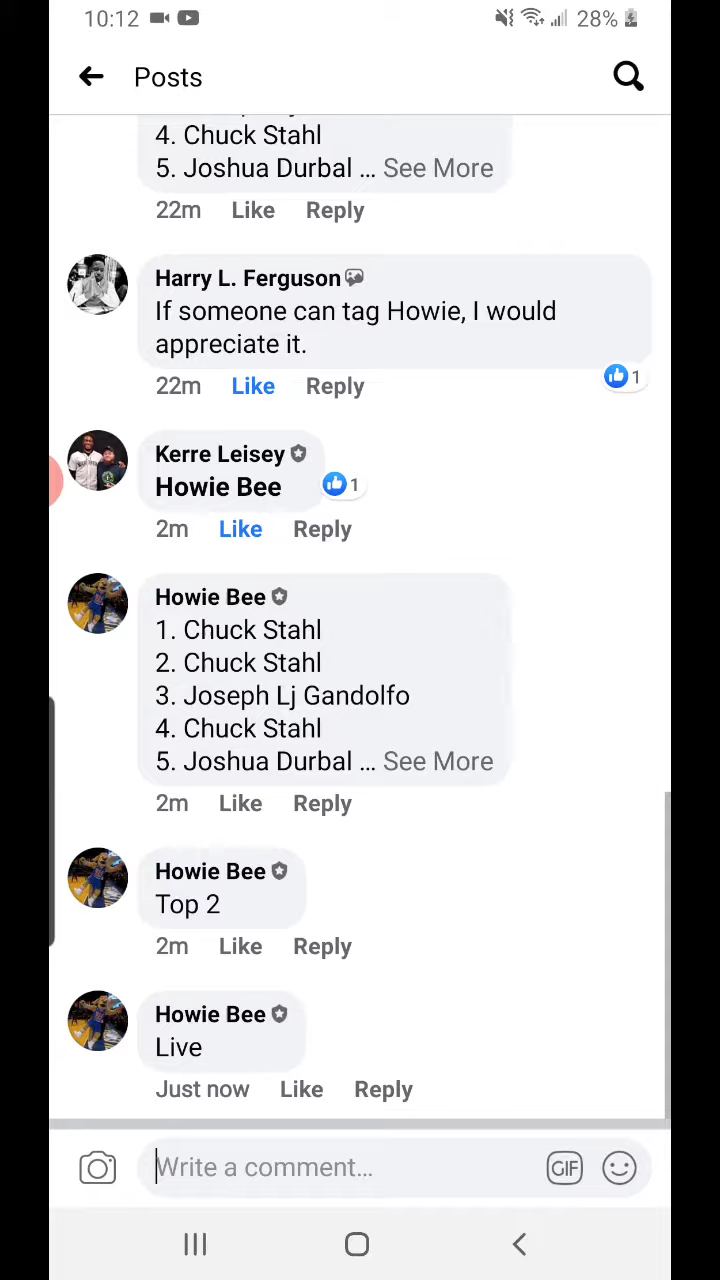 10:12
28%
Posts
4. Chuck Stahl
5. Joshua Durbal ... See More
22m Like Reply
Harry L. Ferguson
If someone can tag Howie, I would
appreciate it.
22m Like Reply
1
Kerre Leisey
Howie Bee
1
2m Like Reply
Howie Bee
1. Chuck Stahl
2. Chuck Stahl
3. Joseph Lj Gandolfo
4. Chuck Stahl
5. Joshua Durbal ... See More
2m Like Reply
Howie Bee
Top 2
2m Like Reply
Howie Bee
Live
Just now Like Reply
Write a comment...
GIF